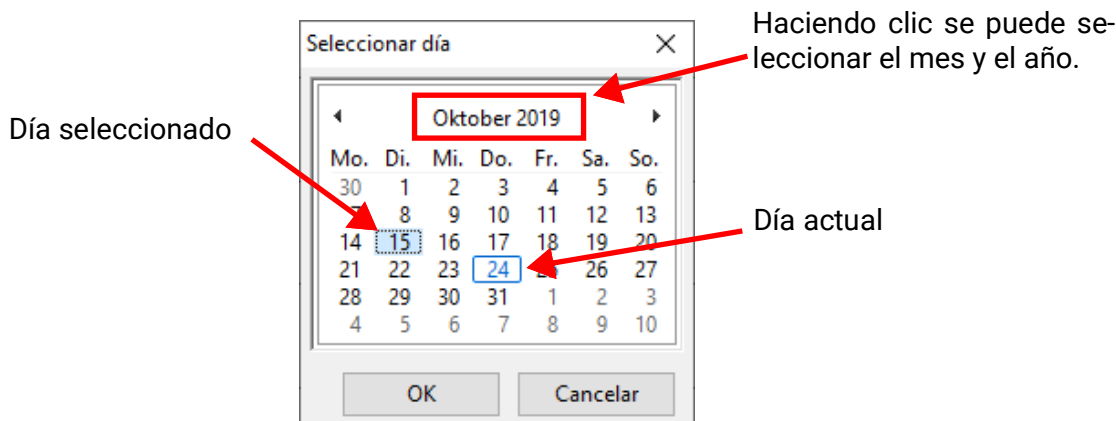 Haciendo clic se puede se-
leccionar el mes y el año.
Seleccionar día
Oktober 2019
Día seleccionado
Mo. Di. Mi. Do. Fr. Sa. So.
30 1 2 3 4 5 6
7 8 9 10 11 12 13
Día actual
14 15 16 17 18 19 20
21 22 23 24 25 26 27
28 29 30 31 1 2 3
4 5 6 7 8 9 10
OK Cancelar